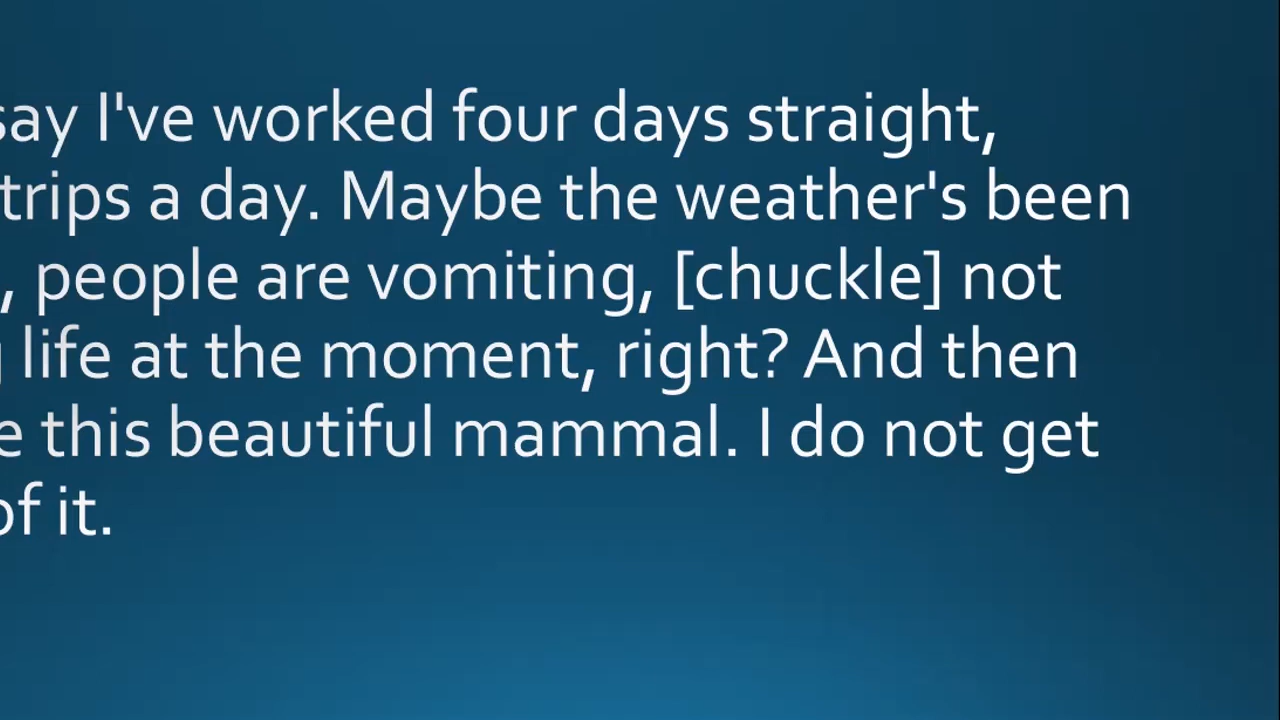 say I've worked four days straight,
trips a day. Maybe the weather's been
, people are vomiting, [chuckle] not
life at the moment, right? And then
this beautiful mammal. I do not get
of it.